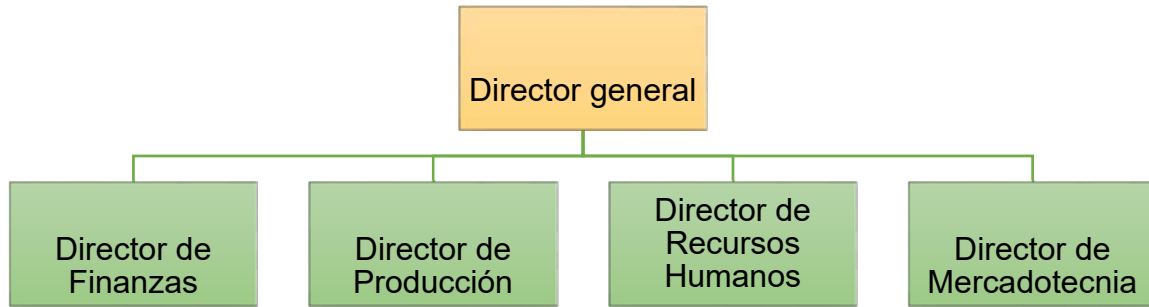 Director general
Director de
Finanzas
Director de
Producción
Director de
Recursos
Humanos
Director de
Mercadotecnia